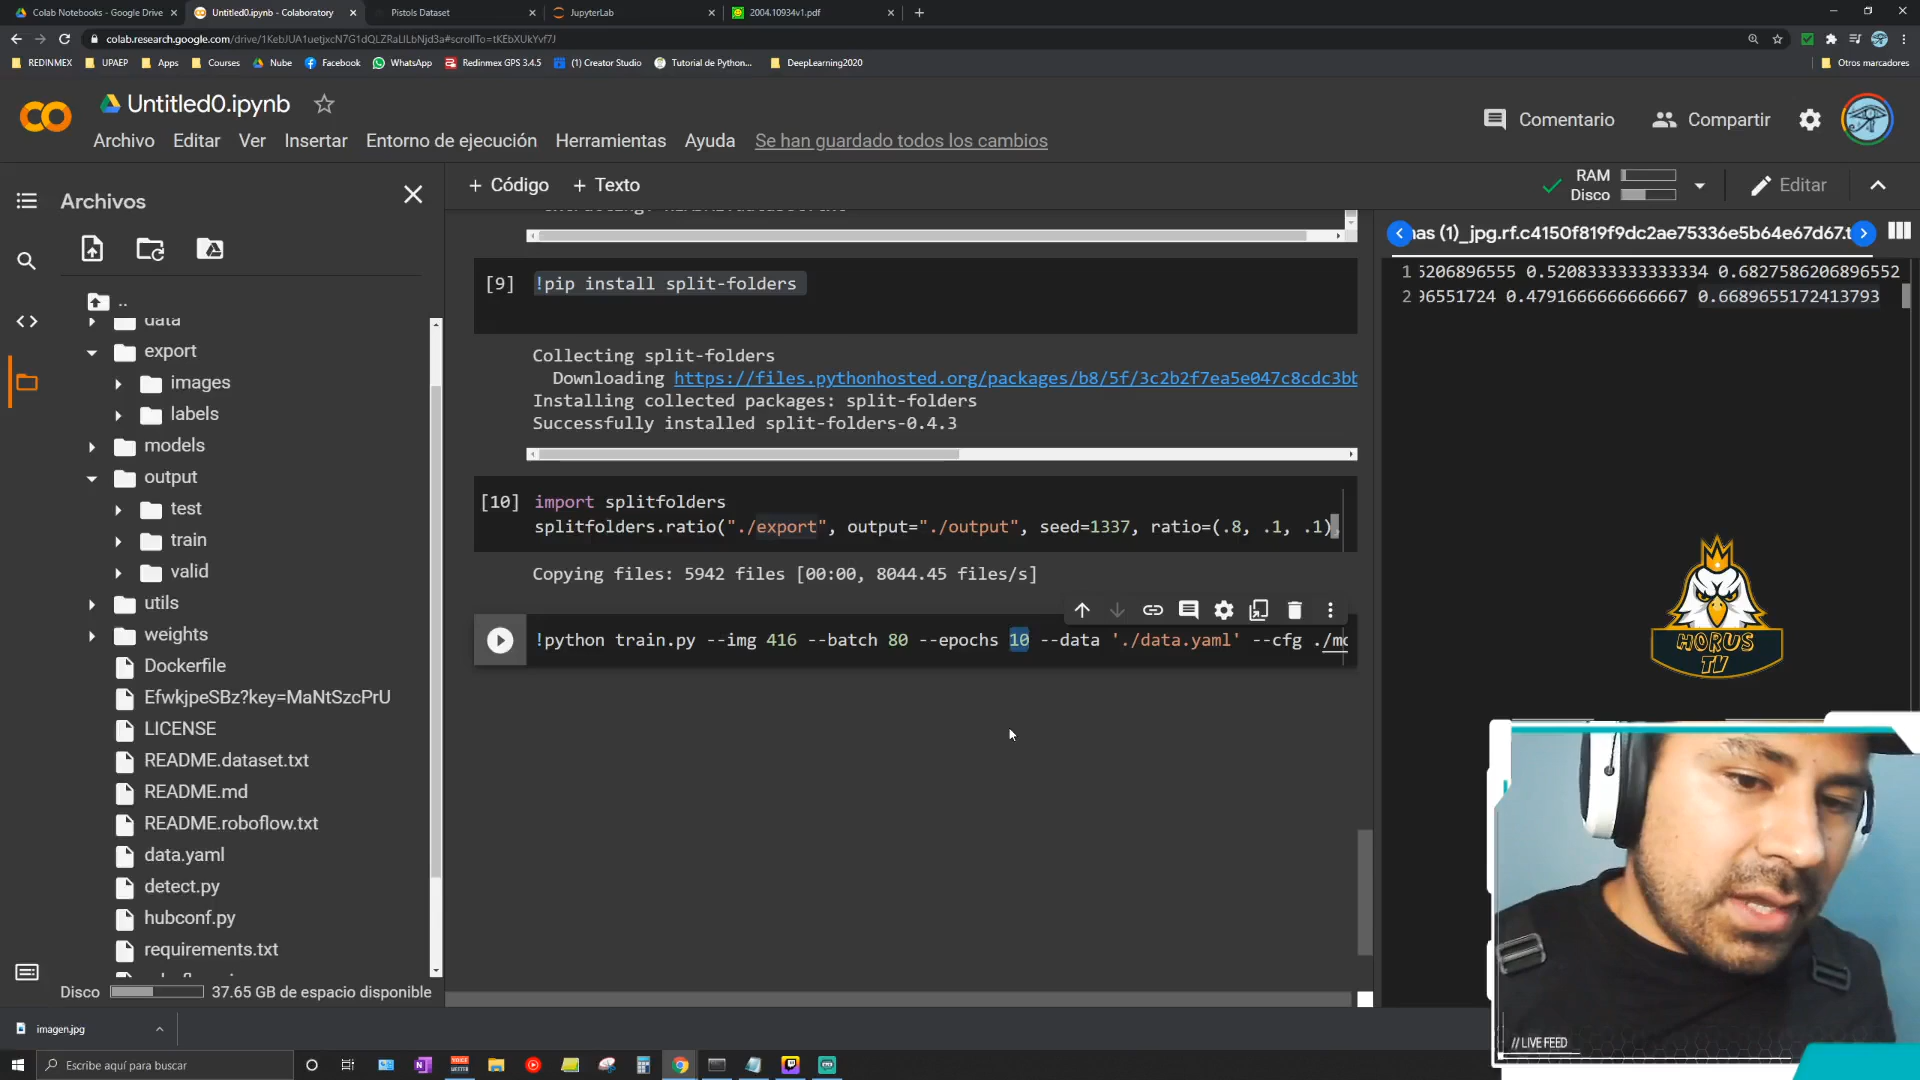 Colab Notebooks - Google Drive
Untitled0.ipynb - Colaboratory
Pistols Dataset
JupyterLab
2004.10934v1.pdf
colab.research.google.com/drive/1KebJUA1uetjxcN7G1dQLZRaLILbNjd3a#scrollTo=tKEbXUkYvf7J
REDINMEX
UPAEP
Apps
Courses
Nube
Facebook
WhatsApp
Redinmex GPS 3.4.5
(1) Creator Studio
Tutorial de Python...
DeepLearning2020
Otros marcadores
CO
Untitled0.ipynb
Archivo
Editar
Ver
Insertar
Entorno de ejecución
Herramientas
Ayuda
Se han guardado todos los cambios
Comentario
Compartir
+ Código
+ Texto
RAM
Disco
Editar
Archivos
..
data
export
images
labels
models
output
test
train
valid
utils
weights
Dockerfile
EfwkjpeSBz?key=MaNtSzcPrU
LICENSE
README.dataset.txt
README.md
README.roboflow.txt
data.yaml
detect.py
hubconf.py
requirements.txt
Disco
37.65 GB de espacio disponible
[9] !pip install split-folders
Collecting split-folders
Downloading https://files.pythonhosted.org/packages/b8/5f/3c2b2f7ea5e047c8cdc3bb
Installing collected packages: split-folders
Successfully installed split-folders-0.4.3
[10] import splitfolders
splitfolders.ratio("./export", output="./output", seed=1337, ratio=(.8, .1, .1)
Copying files: 5942 files [00:00, 8044.45 files/s]
!python train.py --img 416 --batch 80 --epochs 10 --data './data.yaml' --cfg ./mo
nas (1)_jpg.rf.c4150f819f9dc2ae75336e5b64e67d67.t
1 5206896555 0.5208333333333334 0.6827586206896552
2 96551724 0.4791666666666667 0.6689655172413793
HORUS
TV
// LIVE FEED
imagen.jpg
Escribe aquí para buscar